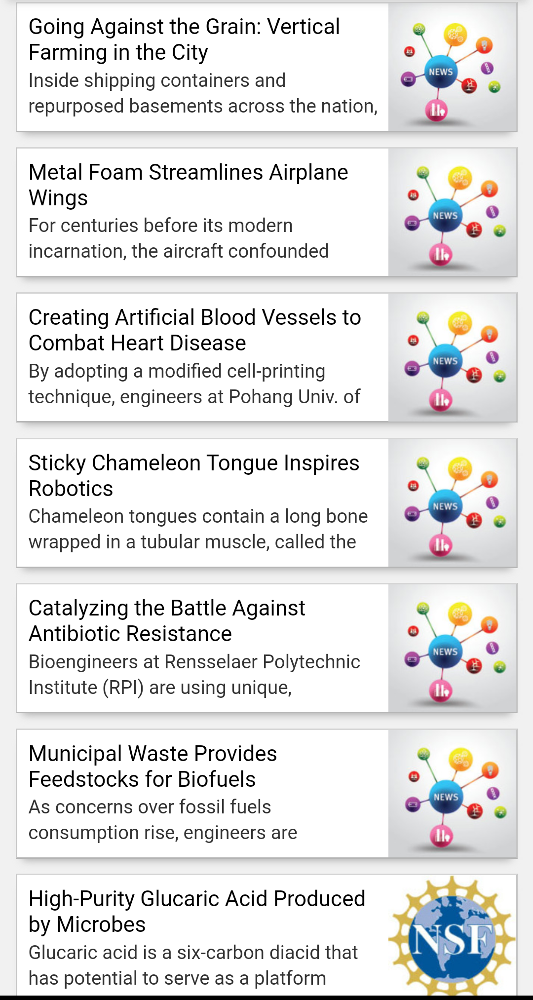 Going Against the Grain: Vertical
Farming in the City
Inside shipping containers and
repurposed basements across the nation,
NEWS
Metal Foam Streamlines Airplane
Wings
For centuries before its modern
incarnation, the aircraft confounded
NEWS
Creating Artificial Blood Vessels to
Combat Heart Disease
By adopting a modified cell-printing
technique, engineers at Pohang Univ. of
NEWS
Sticky Chameleon Tongue Inspires
Robotics
Chameleon tongues contain a long bone
wrapped in a tubular muscle, called the
NEWS
Catalyzing the Battle Against
Antibiotic Resistance
Bioengineers at Rensselaer Polytechnic
Institute (RPI) are using unique,
NEWS
Municipal Waste Provides
Feedstocks for Biofuels
As concerns over fossil fuels
consumption rise, engineers are
NEWS
High-Purity Glucaric Acid Produced
by Microbes
Glucaric acid is a six-carbon diacid that
has potential to serve as a platform
NSF